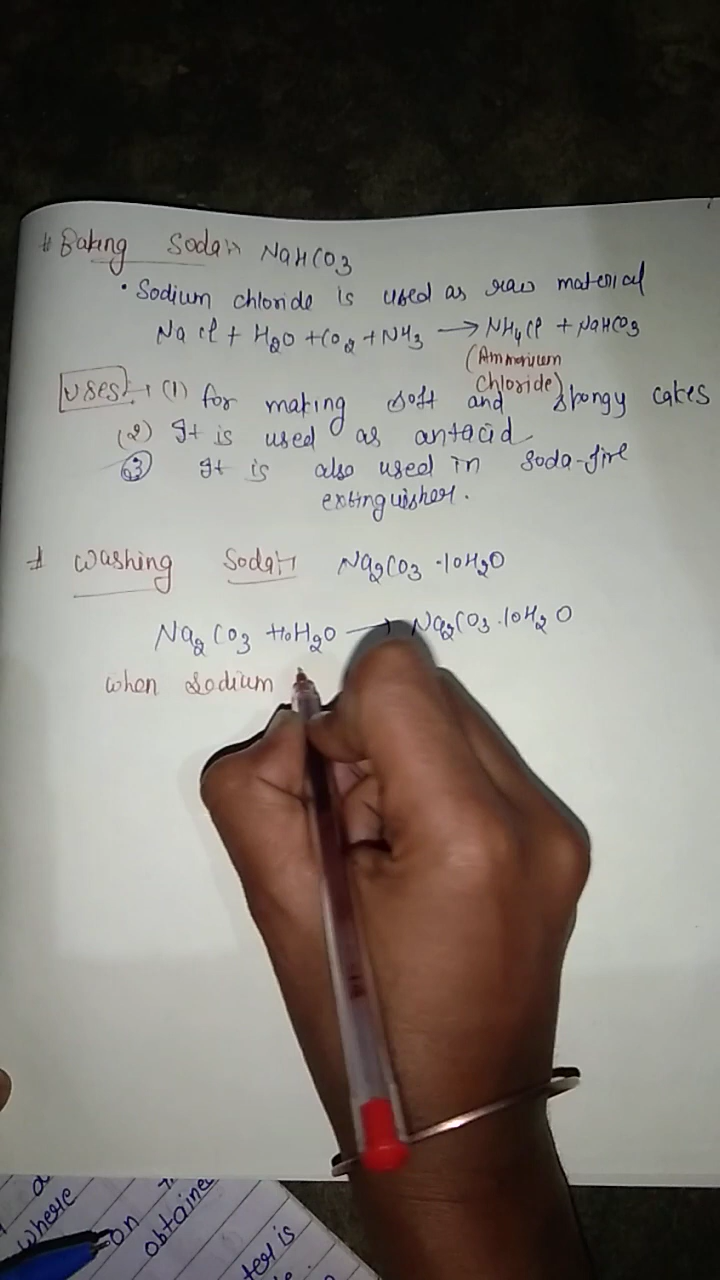 # Baking Soda:- NaHCO3
• Sodium chloride is used as raw material
NaCl + H2O + CO2 + NH3 → NH4Cl + NaHCO3
(Ammonium Chloride)
Uses:- (1) for making soft and spongy cakes
(2) It is used as antacid
(3) It is also used in soda-fire
extinguisher.
# Washing Soda:- Na2CO3 ·10H2O
Na2CO3 +10H2O → Na2CO3·10H2O
when sodium
where
on
obtaine
ter is